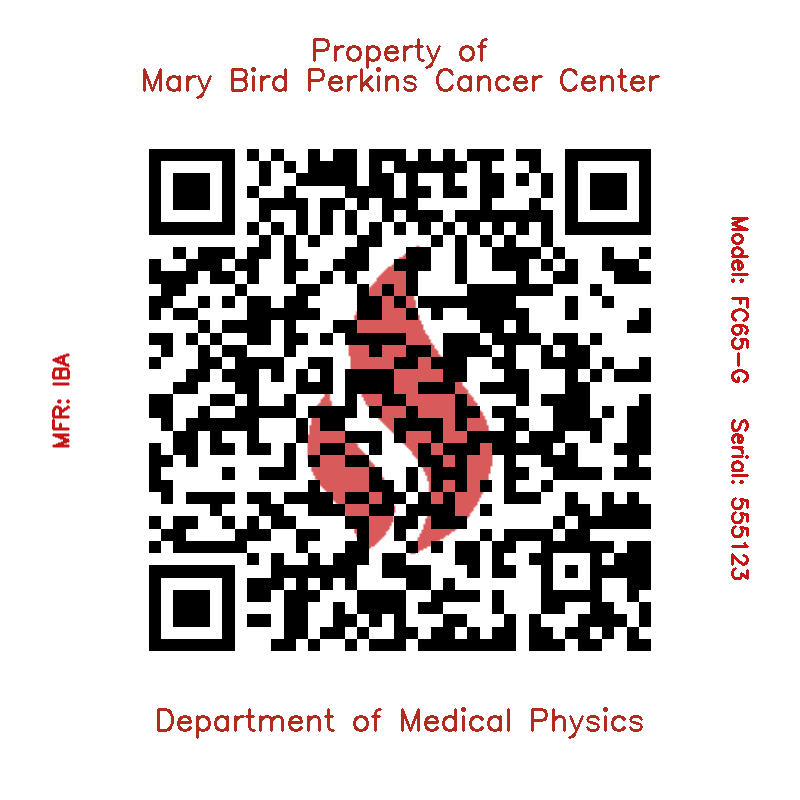 Property of
Mary Bird Perkins Cancer Center
MFR: IBA
Model: FC65-G Serial: 555123
Department of Medical Physics